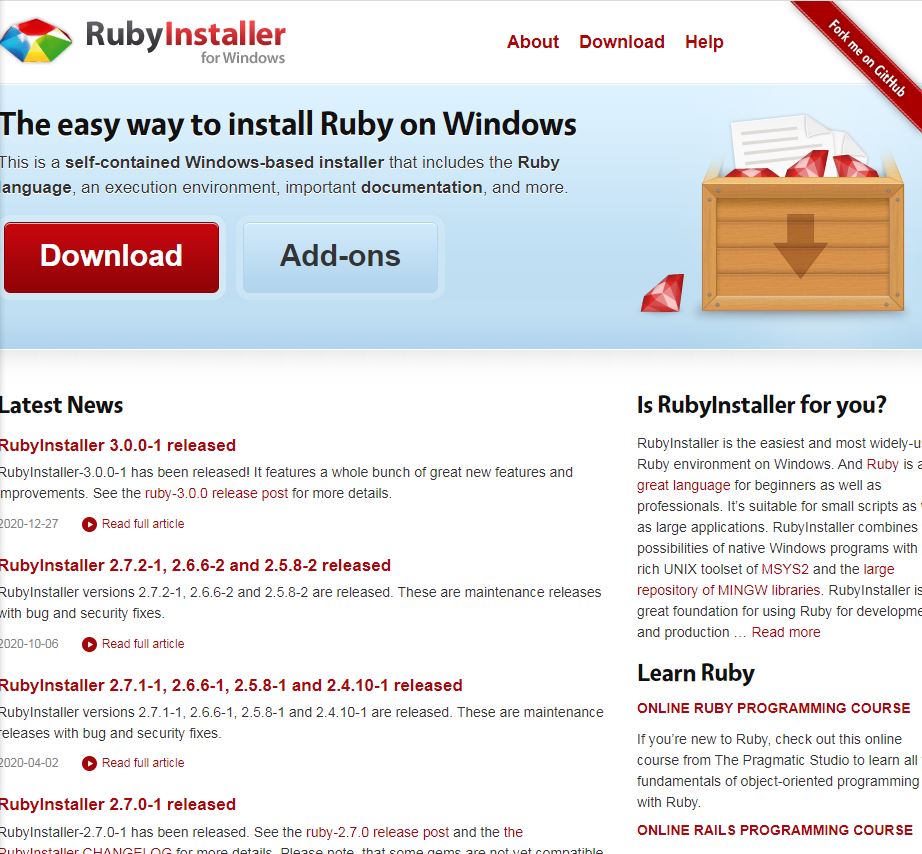 RubyInstaller
for Windows
About Download Help
Fork me on GitHub
The easy way to install Ruby on Windows
This is a self-contained Windows-based installer that includes the Ruby
language, an execution environment, important documentation, and more.
Download Add-ons
Latest News
RubyInstaller 3.0.0-1 released
RubyInstaller-3.0.0-1 has been released! It features a whole bunch of great new features and
improvements. See the ruby-3.0.0 release post for more details.
2020-12-27 Read full article
RubyInstaller 2.7.2-1, 2.6.6-2 and 2.5.8-2 released
RubyInstaller versions 2.7.2-1, 2.6.6-2 and 2.5.8-2 are released. These are maintenance releases
with bug and security fixes.
2020-10-06 Read full article
RubyInstaller 2.7.1-1, 2.6.6-1, 2.5.8-1 and 2.4.10-1 released
RubyInstaller versions 2.7.1-1, 2.6.6-1, 2.5.8-1 and 2.4.10-1 are released. These are maintenance
releases with bug and security fixes.
2020-04-02 Read full article
RubyInstaller 2.7.0-1 released
RubyInstaller-2.7.0-1 has been released. See the ruby-2.7.0 release post and the the
RubyInstaller CHANGELOG for more details. Please note, that some gems are not yet compatible
Is RubyInstaller for you?
RubyInstaller is the easiest and most widely-u
Ruby environment on Windows. And Ruby is a
great language for beginners as well as
professionals. It's suitable for small scripts as
as large applications. RubyInstaller combines
possibilities of native Windows programs with
rich UNIX toolset of MSYS2 and the large
repository of MINGW libraries. RubyInstaller is
great foundation for using Ruby for developme
and production … Read more
Learn Ruby
ONLINE RUBY PROGRAMMING COURSE
If you're new to Ruby, check out this online
course from The Pragmatic Studio to learn all
fundamentals of object-oriented programming
with Ruby.
ONLINE RAILS PROGRAMMING COURSE